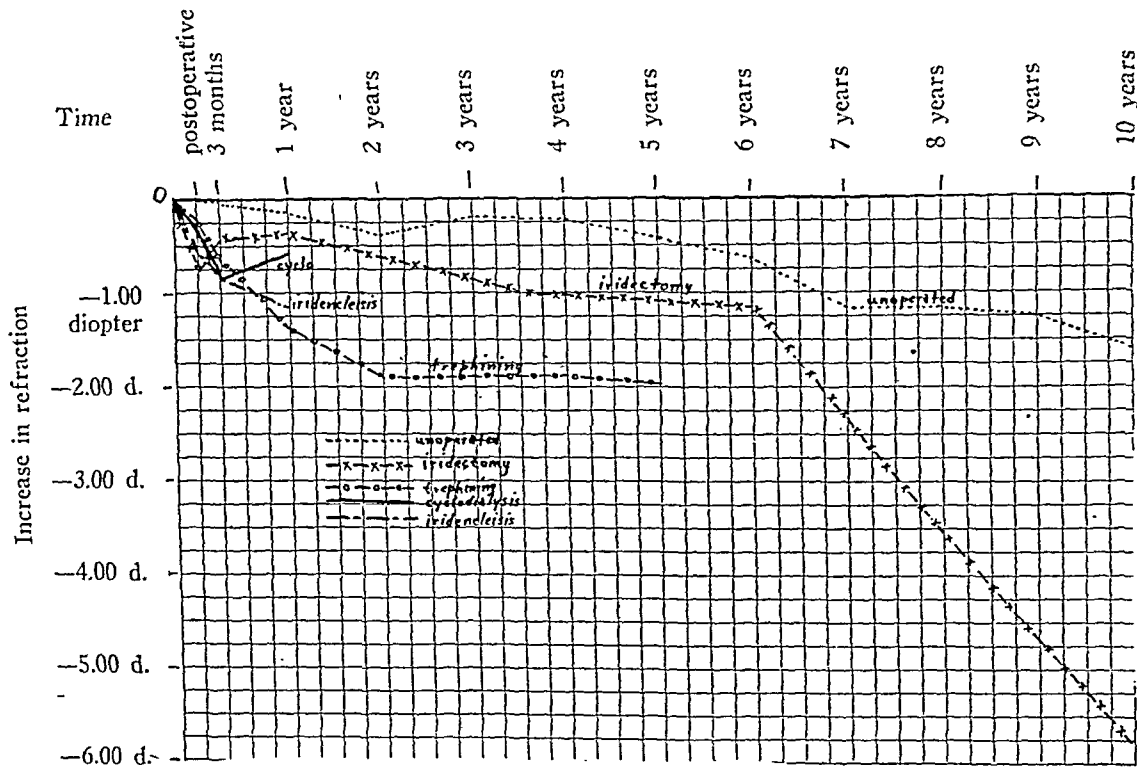 Time
postoperative
3 months
1 year
2 years
3 years
4 years
5 years
6 years
7 years
8 years
9 years
10 years
0
cyclo
iridencleisis
iridectomy
unoperated
trephining
—1.00
diopter
—2.00 d.
—3.00 d.
—4.00 d.
—5.00 d.
—6.00 d.
Increase in refraction
unoperated
iridectomy
trephining
cyclodialysis
iridencleisis